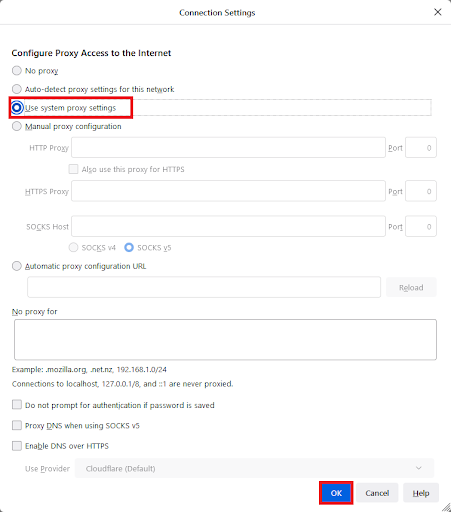 Connection Settings
Configure Proxy Access to the Internet
No proxy
Auto-detect proxy settings for this network
Use system proxy settings
Manual proxy configuration
HTTP Proxy Port 0
Also use this proxy for HTTPS
HTTPS Proxy Port 0
SOCKS Host Port 0
SOCKS v4 SOCKS v5
Automatic proxy configuration URL
Reload
No proxy for
Example: .mozilla.org, .net.nz, 192.168.1.0/24
Connections to localhost, 127.0.0.1/8, and ::1 are never proxied.
Do not prompt for authentication if password is saved
Proxy DNS when using SOCKS v5
Enable DNS over HTTPS
Use Provider Cloudflare (Default)
OK Cancel Help